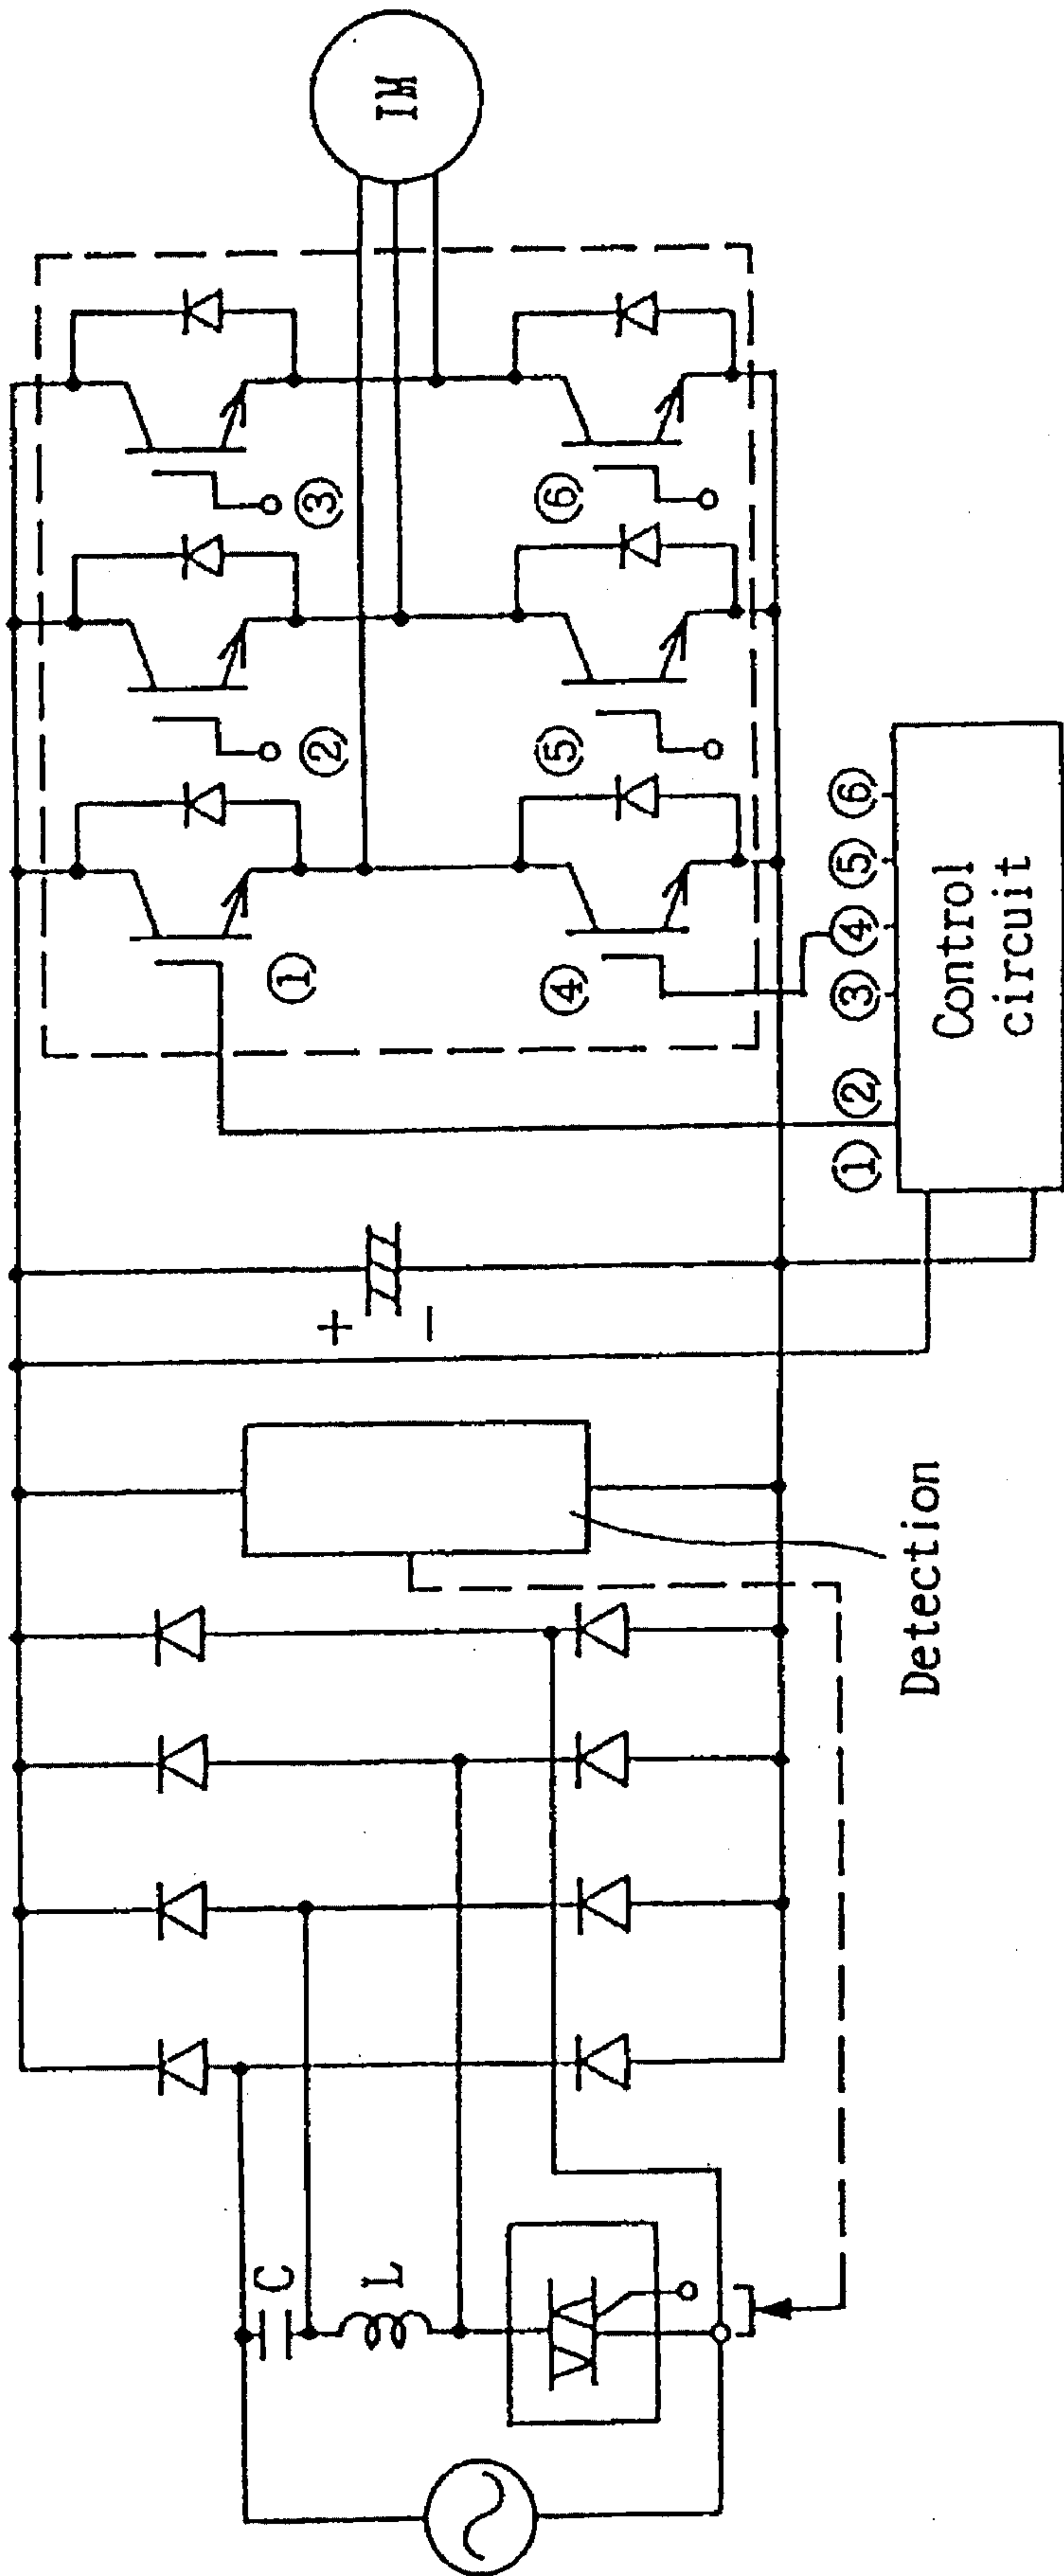 IM
③
⑥
②
⑤
①
④
+
−
① ② ③ ④ ⑤ ⑥
Control
circuit
Detection
C
L